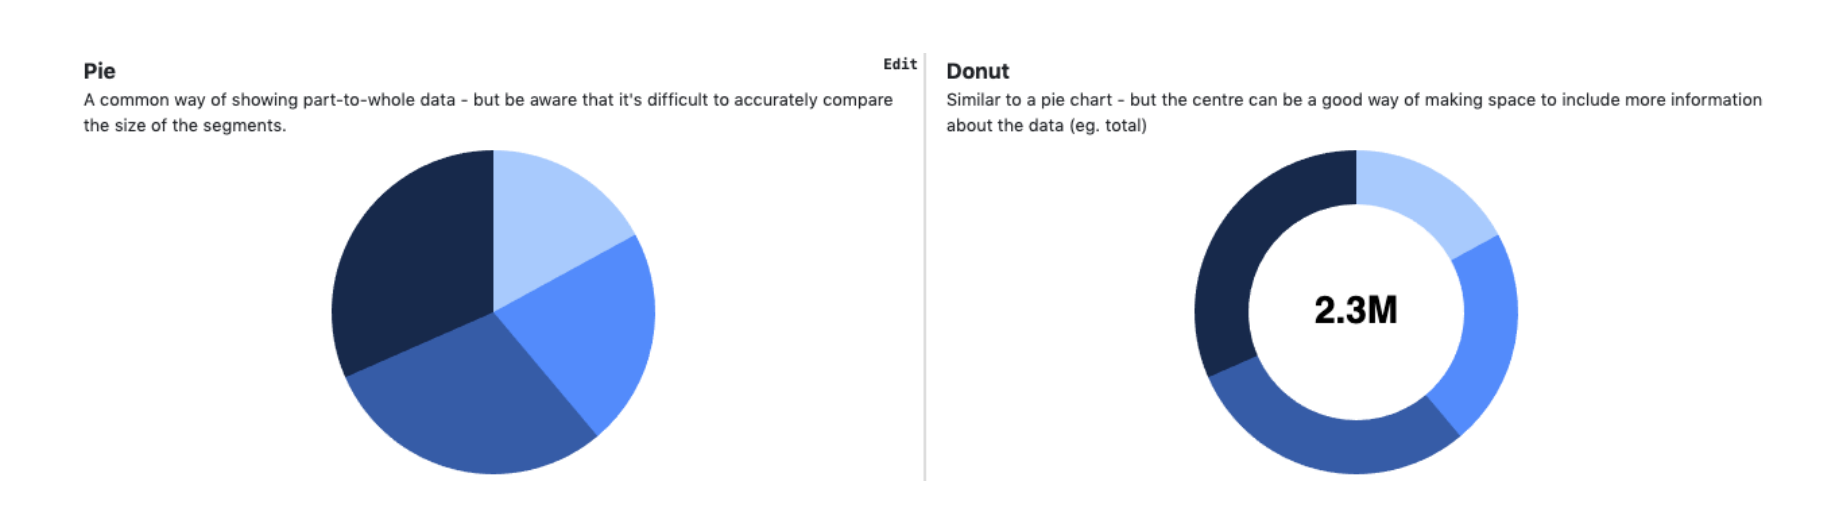 Pie
Edit
A common way of showing part-to-whole data - but be aware that it's difficult to accurately compare
the size of the segments.
Donut
Similar to a pie chart - but the centre can be a good way of making space to include more information
about the data (eg. total)
2.3M